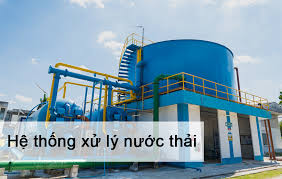 Hệ thống xử lý nước thải